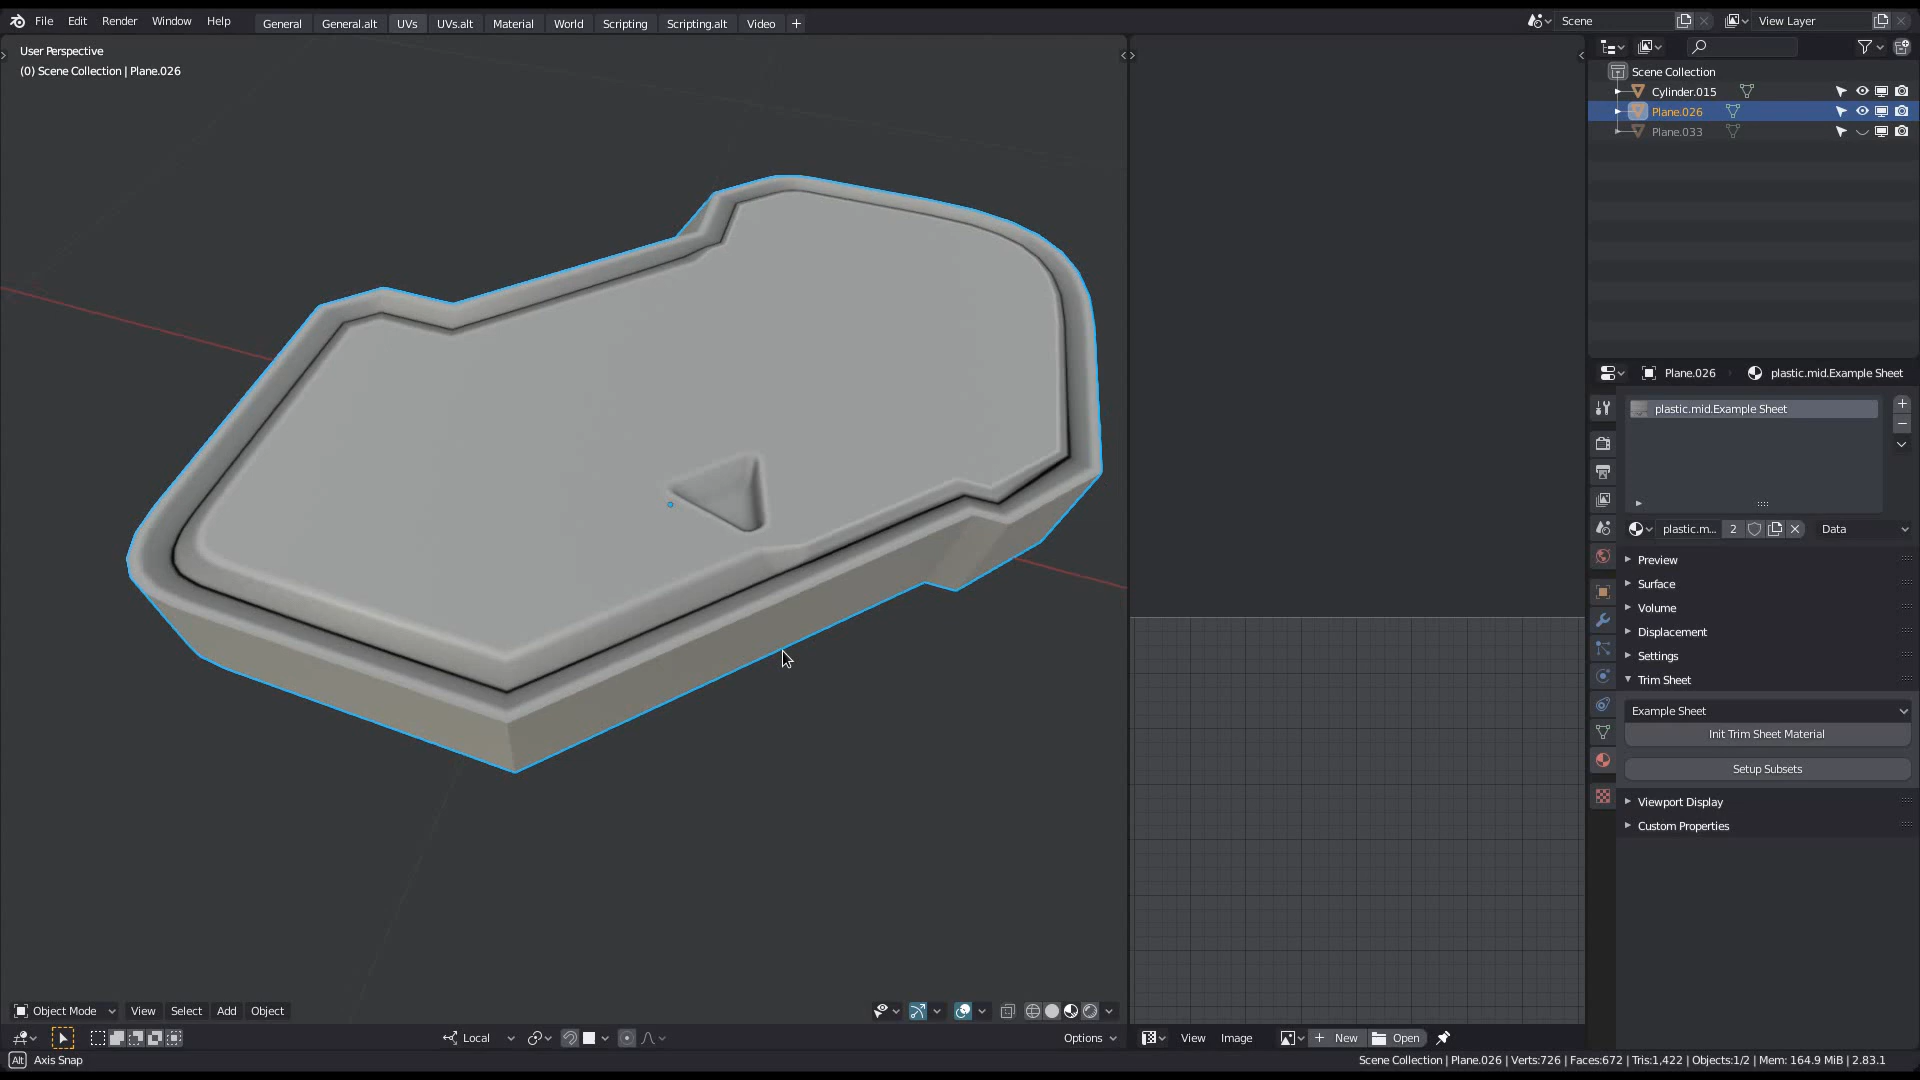 File Edit Render Window Help General General.alt UVs UVs.alt Material World Scripting Scripting.alt Video + Scene View Layer
User Perspective
(0) Scene Collection | Plane.026
Scene Collection
Cylinder.015
Plane.026
Plane.033
Plane.026 plastic.mid.Example Sheet
plastic.mid.Example Sheet
plastic.m... 2 Data
Preview
Surface
Volume
Displacement
Settings
Trim Sheet
Example Sheet
Init Trim Sheet Material
Setup Subsets
Viewport Display
Custom Properties
Object Mode View Select Add Object
Local Options View Image New Open
Alt Axis Snap
Scene Collection | Plane.026 | Verts:726 | Faces:672 | Tris:1,422 | Objects:1/2 | Mem: 164.9 MiB | 2.83.1